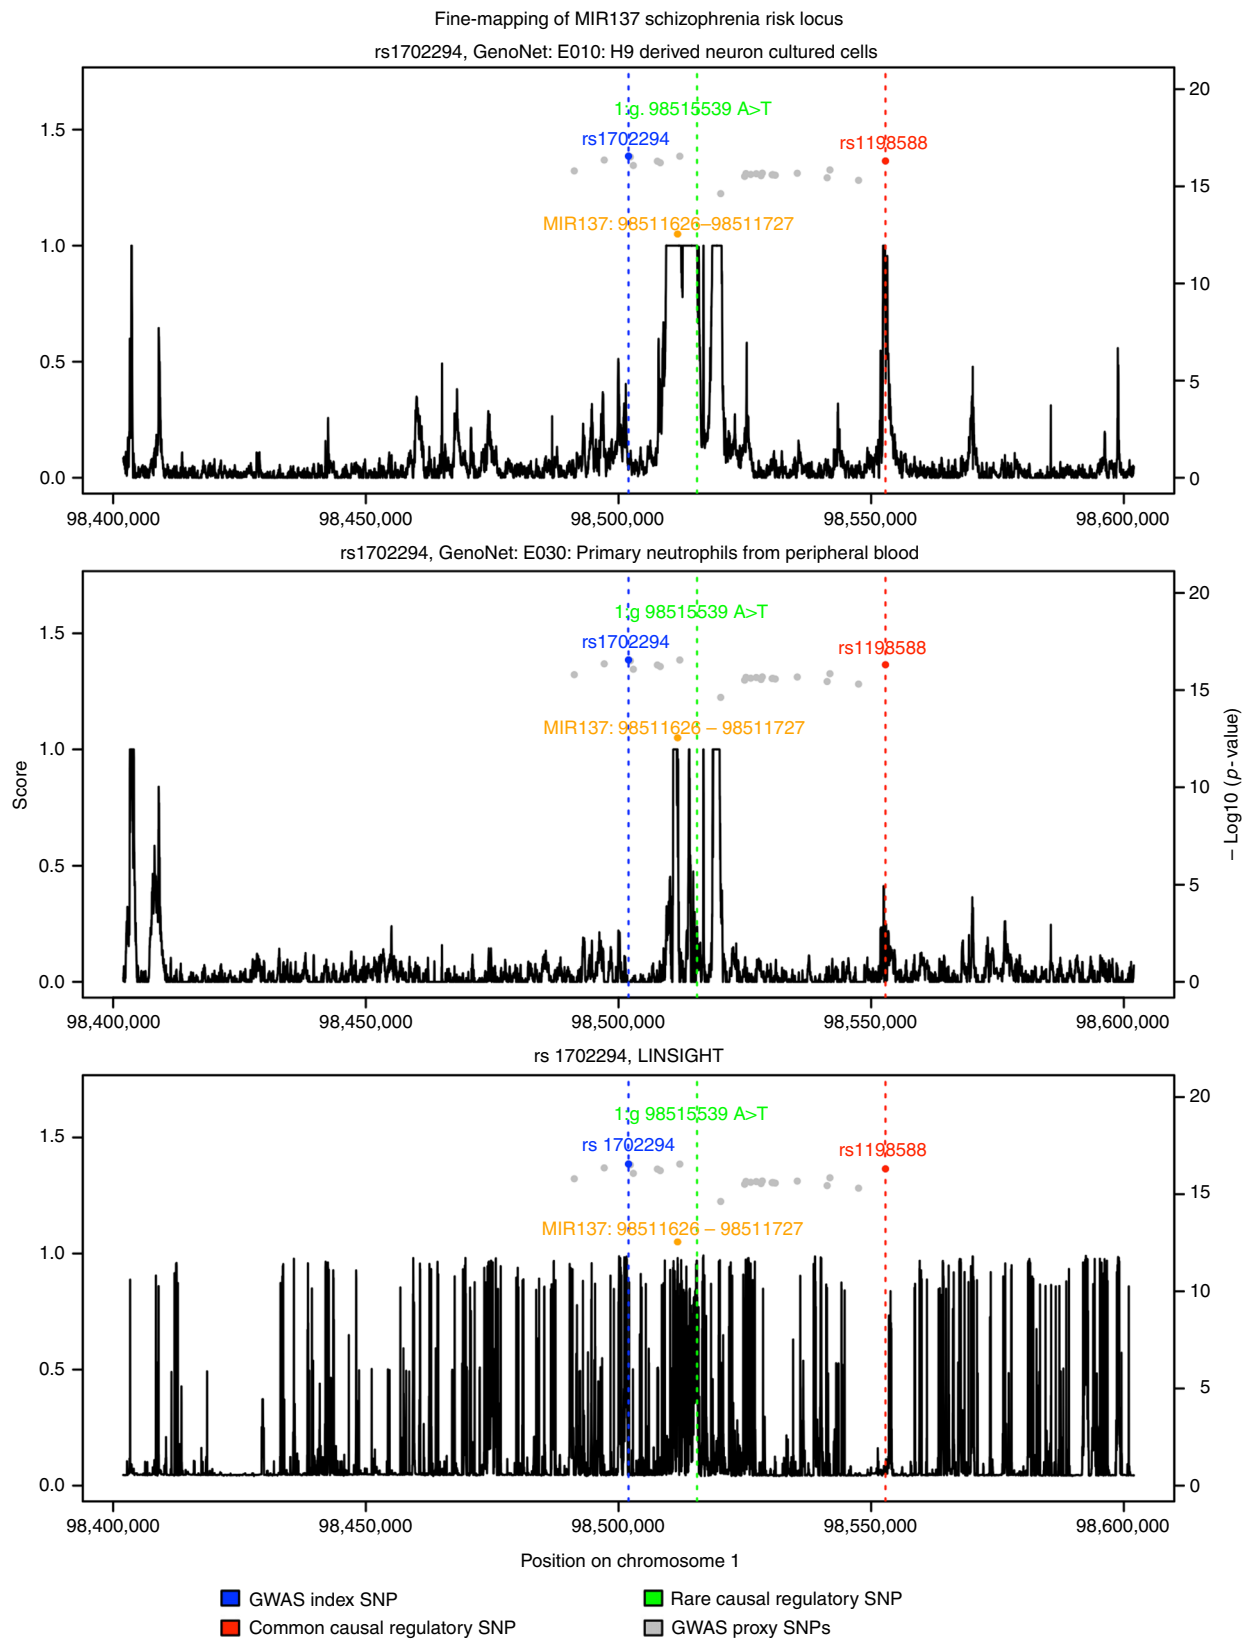 Fine-mapping of MIR137 schizophrenia risk locus
rs1702294, GenoNet: E010: H9 derived neuron cultured cells
20
1:g. 98515539 A>T
1.5
rs1702294
rs1198588
15
MIR137: 98511626–98511727
1.0
10
0.5
5
0.0
0
98,400,000 98,450,000 98,500,000 98,550,000 98,600,000
rs1702294, GenoNet: E030: Primary neutrophils from peripheral blood
20
1:g 98515539 A>T
1.5
rs1702294
rs1198588
15
MIR137: 98511626 – 98511727
1.0
10
Score
– Log10 (p-value)
0.5
5
0.0
0
98,400,000 98,450,000 98,500,000 98,550,000 98,600,000
rs 1702294, LINSIGHT
20
1:g 98515539 A>T
1.5
rs 1702294
rs1198588
15
MIR137: 98511626 – 98511727
1.0
10
0.5
5
0.0
0
98,400,000 98,450,000 98,500,000 98,550,000 98,600,000
Position on chromosome 1
GWAS index SNP
Rare causal regulatory SNP
Common causal regulatory SNP
GWAS proxy SNPs